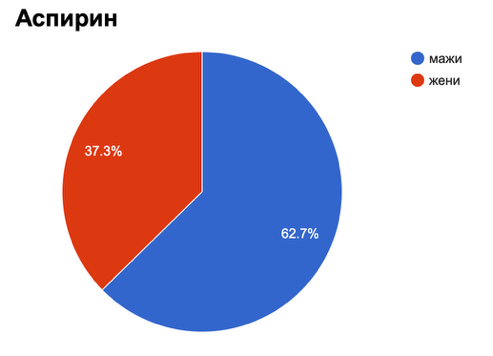 Аспирин
мажи
жени
37.3%
62.7%